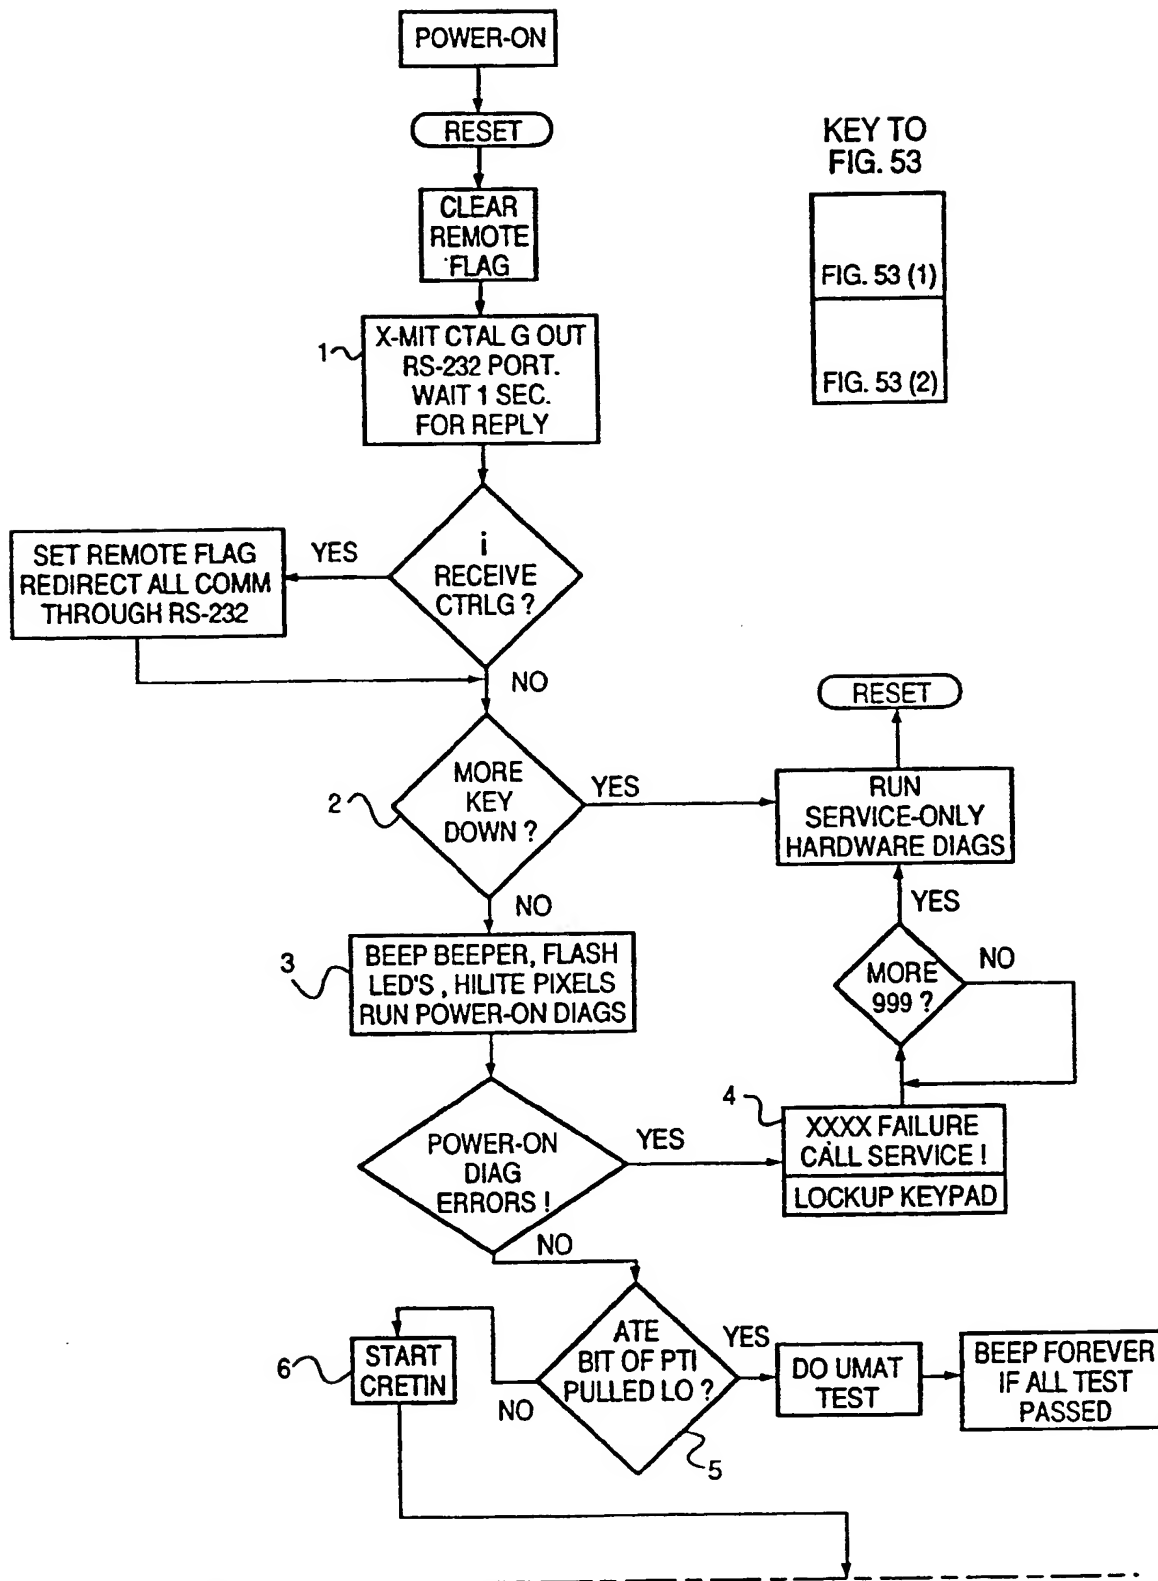 POWER-ON
RESET
KEY TO
FIG. 53
FIG. 53 (1)
FIG. 53 (2)
CLEAR
REMOTE
FLAG
1
X-MIT CTAL G OUT
RS-232 PORT.
WAIT 1 SEC.
FOR REPLY
i
RECEIVE
CTRLG ?
YES
SET REMOTE FLAG
REDIRECT ALL COMM
THROUGH RS-232
NO
2
MORE
KEY
DOWN ?
YES
RESET
RUN
SERVICE-ONLY
HARDWARE DIAGS
NO
YES
MORE
999 ?
NO
3
BEEP BEEPER, FLASH
LED'S , HILITE PIXELS
RUN POWER-ON DIAGS
POWER-ON
DIAG
ERRORS !
YES
4
XXXX FAILURE
CALL SERVICE !
LOCKUP KEYPAD
NO
ATE
BIT OF PTI
PULLED LO ?
5
YES
DO UMAT
TEST
BEEP FOREVER
IF ALL TEST
PASSED
NO
6
START
CRETIN